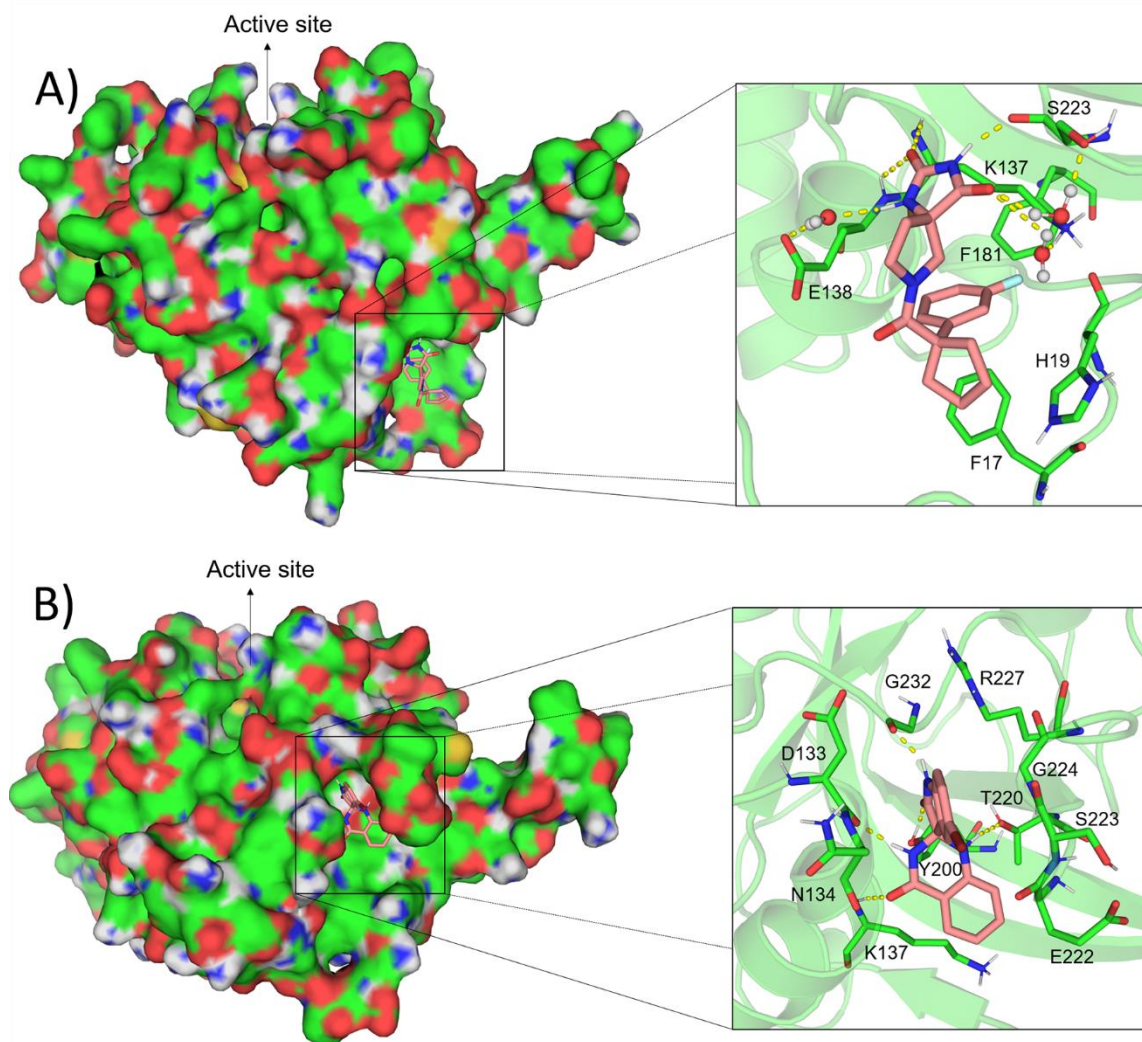 Active site
A)
S223
K137
F181
E138
H19
F17
Active site
B)
G232
R227
D133
G224
T220
S223
Y200
N134
E222
K137